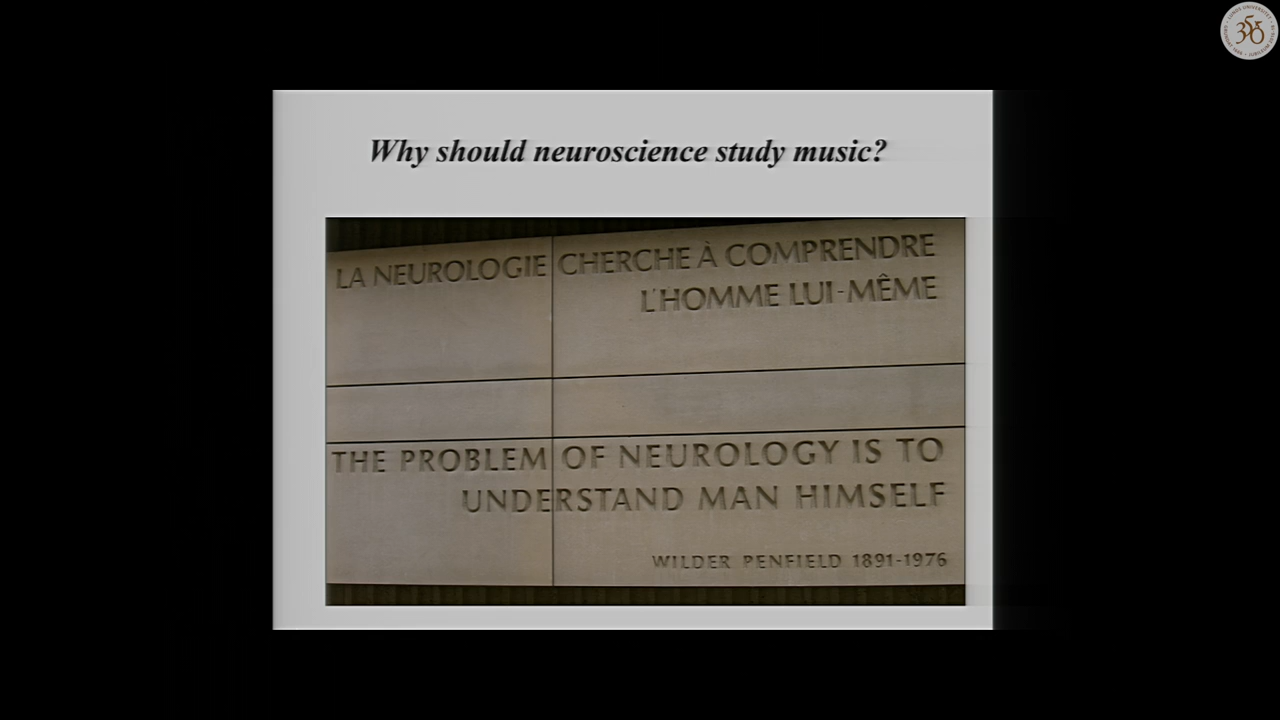 Why should neuroscience study music?
LA NEUROLOGIE CHERCHE À COMPRENDRE
L'HOMME LUI-MÊME
THE PROBLEM OF NEUROLOGY IS TO
UNDERSTAND MAN HIMSELF
WILDER PENFIELD 1891-1976
350